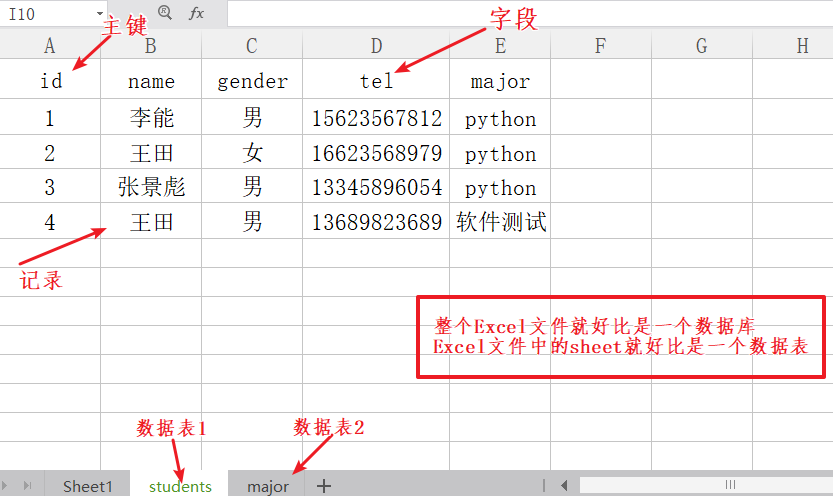 I10 fx
主键 字段
A B C D E F G H
id name gender tel major
1 李能 男 15623567812 python
2 王田 女 16623568979 python
3 张景彪 男 13345896054 python
4 王田 男 13689823689 软件测试
记录
整个Excel文件就好比是一个数据库
Excel文件中的sheet就好比是一个数据表
数据表1 数据表2
Sheet1 students major